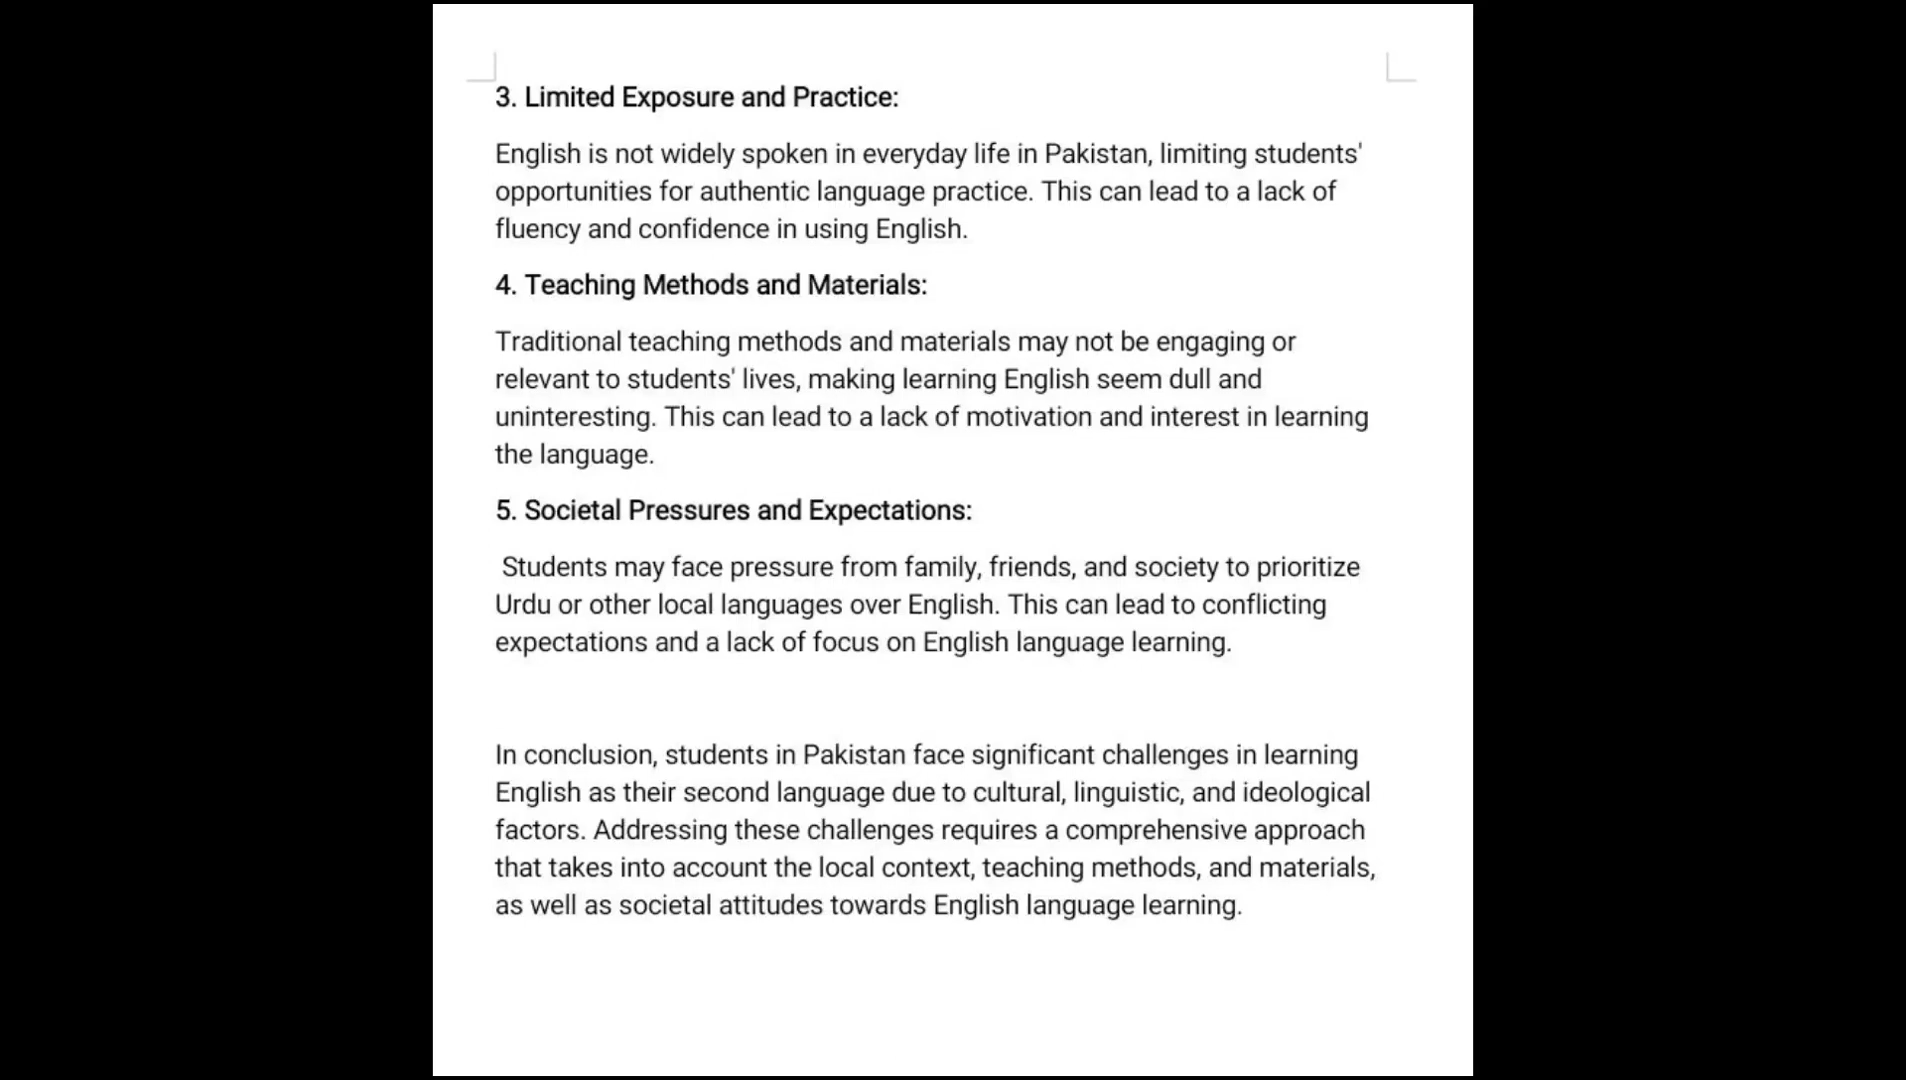 3. Limited Exposure and Practice:
English is not widely spoken in everyday life in Pakistan, limiting students'
opportunities for authentic language practice. This can lead to a lack of
fluency and confidence in using English.
4. Teaching Methods and Materials:
Traditional teaching methods and materials may not be engaging or
relevant to students' lives, making learning English seem dull and
uninteresting. This can lead to a lack of motivation and interest in learning
the language.
5. Societal Pressures and Expectations:
Students may face pressure from family, friends, and society to prioritize
Urdu or other local languages over English. This can lead to conflicting
expectations and a lack of focus on English language learning.
In conclusion, students in Pakistan face significant challenges in learning
English as their second language due to cultural, linguistic, and ideological
factors. Addressing these challenges requires a comprehensive approach
that takes into account the local context, teaching methods, and materials,
as well as societal attitudes towards English language learning.